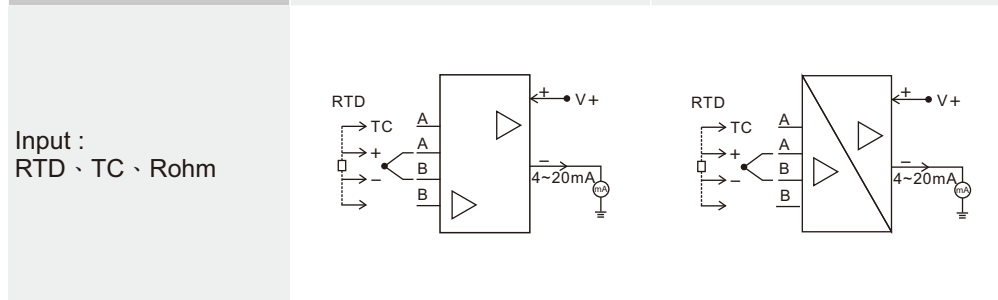 Input :
RTD、TC、Rohm
RTD
TC
+
−
A
A
B
B
+
V+
−
4~20mA
mA
RTD
TC
+
−
A
A
B
B
+
V+
−
4~20mA
mA